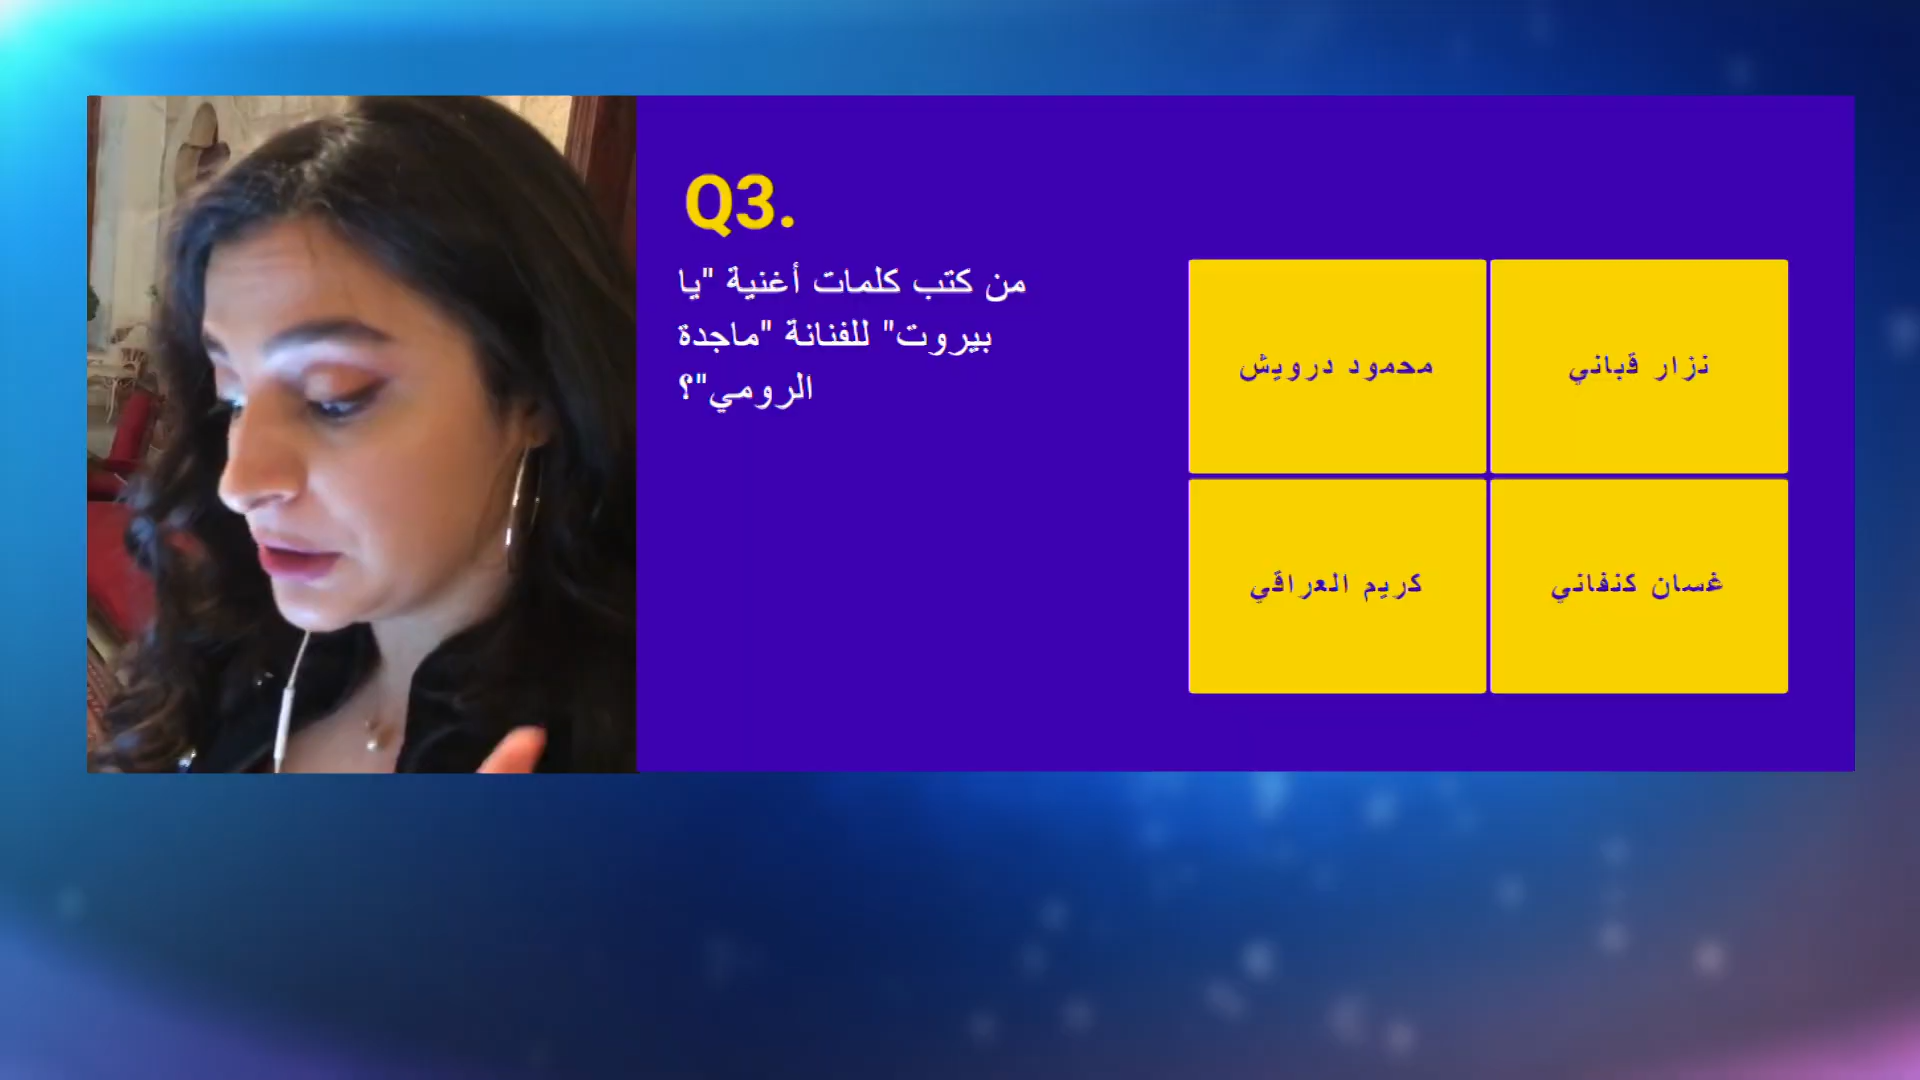 Q3.
من كتب كلمات أغنية "يا
بيروت" للفنانة "ماجدة
الرومي"؟
نزار قباني
محمود درويش
غسان كنفاني
كريم العراقي